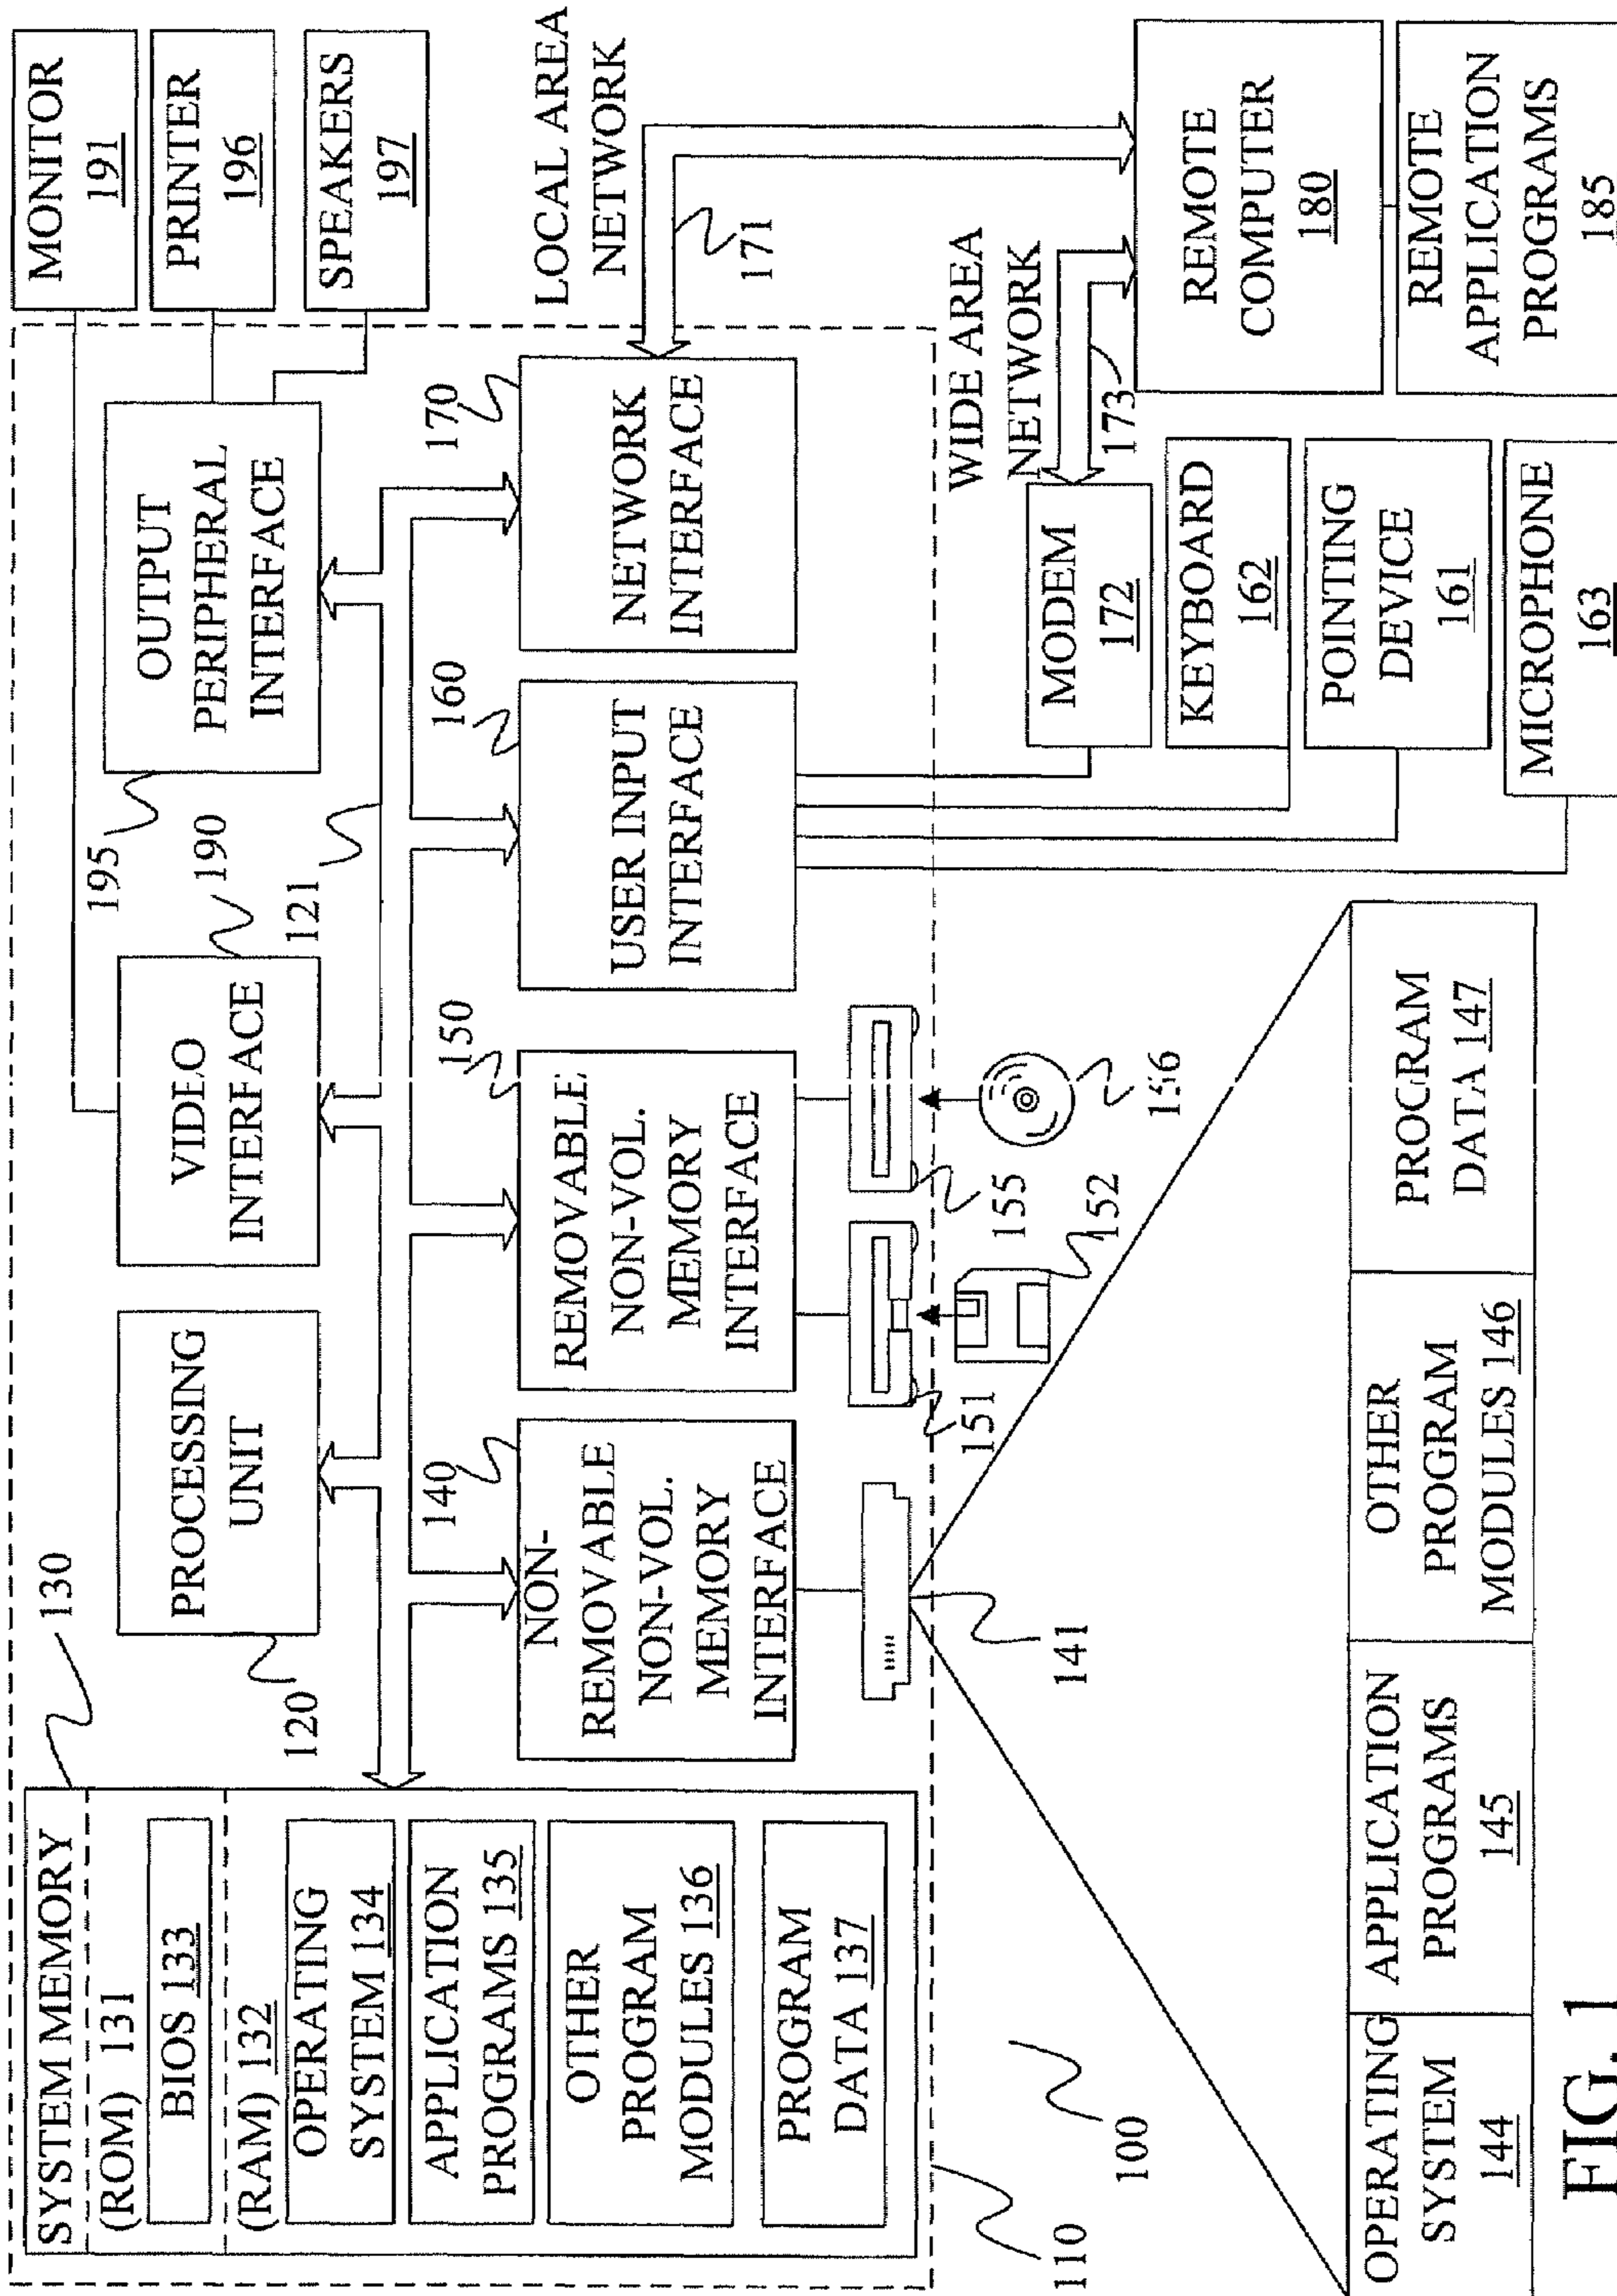 SYSTEM MEMORY
(ROM) 131
BIOS 133
(RAM) 132
OPERATING
SYSTEM 134
APPLICATION
PROGRAMS 135
OTHER
PROGRAM
MODULES 136
PROGRAM
DATA 137
130
120
PROCESSING
UNIT
VIDEO
INTERFACE
190
195
121
OUTPUT
PERIPHERAL
INTERFACE
MONITOR
191
PRINTER
196
SPEAKERS
197
140
NON-
REMOVABLE
NON-VOL.
MEMORY
INTERFACE
150
REMOVABLE
NON-VOL.
MEMORY
INTERFACE
160
USER INPUT
INTERFACE
170
NETWORK
INTERFACE
LOCAL AREA
NETWORK
171
WIDE AREA
NETWORK
173
141
151
152
155
156
110
100
MODEM
172
KEYBOARD
162
POINTING
DEVICE
161
MICROPHONE
163
REMOTE
COMPUTER
180
REMOTE
APPLICATION
PROGRAMS
185
OPERATING
SYSTEM
144
APPLICATION
PROGRAMS
145
OTHER
PROGRAM
MODULES 146
PROGRAM
DATA 147
FIG. 1